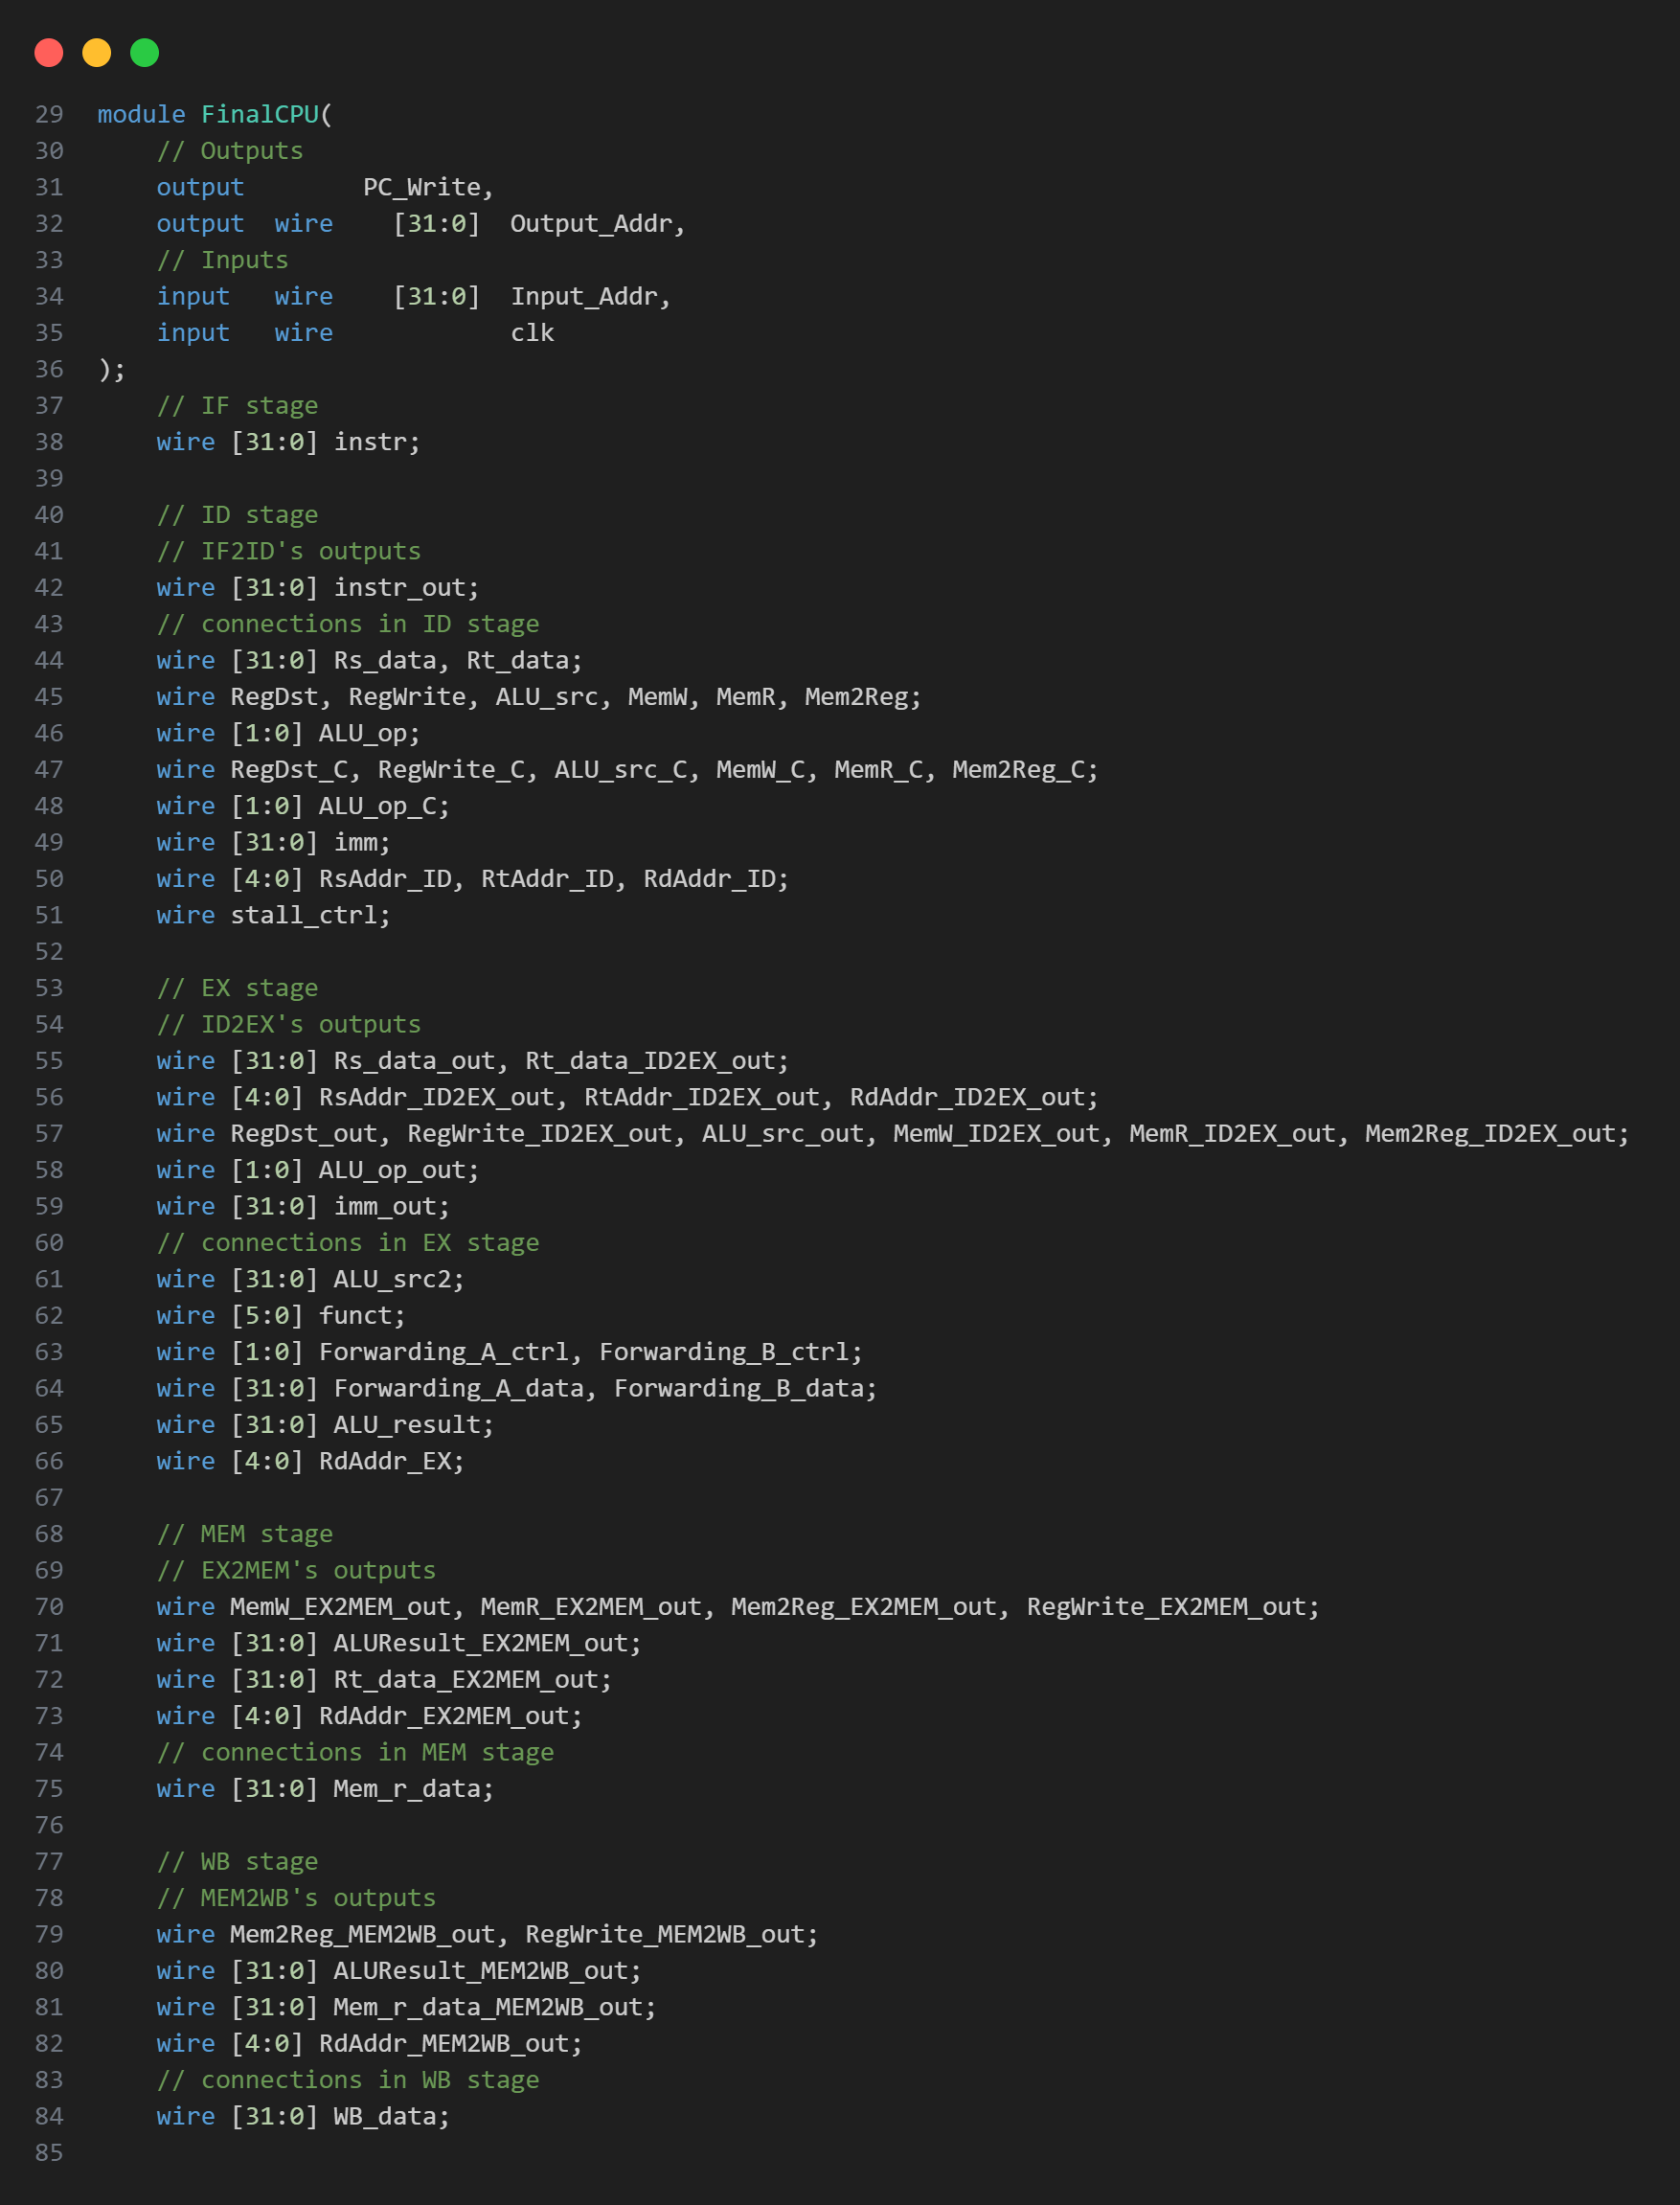 29 module FinalCPU(
30     // Outputs
31     output        PC_Write,
32     output  wire    [31:0]  Output_Addr,
33     // Inputs
34     input   wire    [31:0]  Input_Addr,
35     input   wire            clk
36 );
37     // IF stage
38     wire [31:0] instr;
39
40     // ID stage
41     // IF2ID's outputs
42     wire [31:0] instr_out;
43     // connections in ID stage
44     wire [31:0] Rs_data, Rt_data;
45     wire RegDst, RegWrite, ALU_src, MemW, MemR, Mem2Reg;
46     wire [1:0] ALU_op;
47     wire RegDst_C, RegWrite_C, ALU_src_C, MemW_C, MemR_C, Mem2Reg_C;
48     wire [1:0] ALU_op_C;
49     wire [31:0] imm;
50     wire [4:0] RsAddr_ID, RtAddr_ID, RdAddr_ID;
51     wire stall_ctrl;
52
53     // EX stage
54     // ID2EX's outputs
55     wire [31:0] Rs_data_out, Rt_data_ID2EX_out;
56     wire [4:0] RsAddr_ID2EX_out, RtAddr_ID2EX_out, RdAddr_ID2EX_out;
57     wire RegDst_out, RegWrite_ID2EX_out, ALU_src_out, MemW_ID2EX_out, MemR_ID2EX_out, Mem2Reg_ID2EX_out;
58     wire [1:0] ALU_op_out;
59     wire [31:0] imm_out;
60     // connections in EX stage
61     wire [31:0] ALU_src2;
62     wire [5:0] funct;
63     wire [1:0] Forwarding_A_ctrl, Forwarding_B_ctrl;
64     wire [31:0] Forwarding_A_data, Forwarding_B_data;
65     wire [31:0] ALU_result;
66     wire [4:0] RdAddr_EX;
67
68     // MEM stage
69     // EX2MEM's outputs
70     wire MemW_EX2MEM_out, MemR_EX2MEM_out, Mem2Reg_EX2MEM_out, RegWrite_EX2MEM_out;
71     wire [31:0] ALUResult_EX2MEM_out;
72     wire [31:0] Rt_data_EX2MEM_out;
73     wire [4:0] RdAddr_EX2MEM_out;
74     // connections in MEM stage
75     wire [31:0] Mem_r_data;
76
77     // WB stage
78     // MEM2WB's outputs
79     wire Mem2Reg_MEM2WB_out, RegWrite_MEM2WB_out;
80     wire [31:0] ALUResult_MEM2WB_out;
81     wire [31:0] Mem_r_data_MEM2WB_out;
82     wire [4:0] RdAddr_MEM2WB_out;
83     // connections in WB stage
84     wire [31:0] WB_data;
85